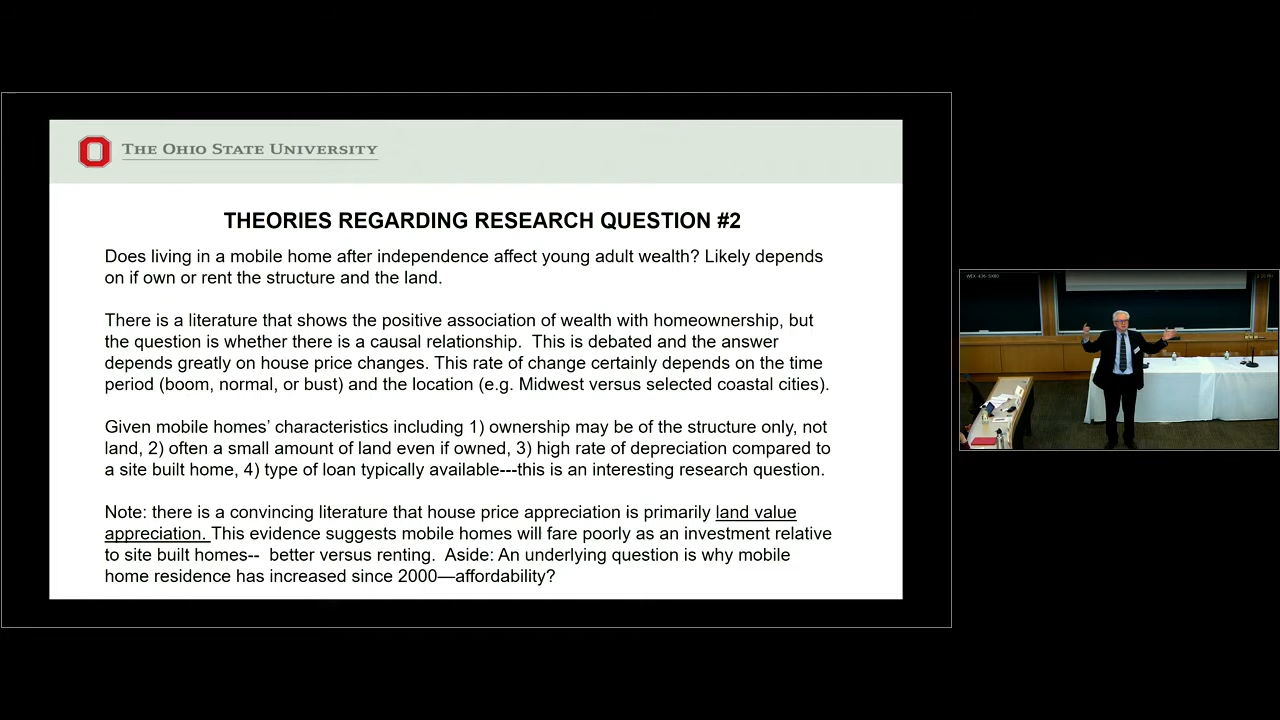 THE OHIO STATE UNIVERSITY
THEORIES REGARDING RESEARCH QUESTION #2
Does living in a mobile home after independence affect young adult wealth? Likely depends
on if own or rent the structure and the land.
There is a literature that shows the positive association of wealth with homeownership, but
the question is whether there is a causal relationship. This is debated and the answer
depends greatly on house price changes. This rate of change certainly depends on the time
period (boom, normal, or bust) and the location (e.g. Midwest versus selected coastal cities).
Given mobile homes’ characteristics including 1) ownership may be of the structure only, not
land, 2) often a small amount of land even if owned, 3) high rate of depreciation compared to
a site built home, 4) type of loan typically available---this is an interesting research question.
Note: there is a convincing literature that house price appreciation is primarily land value
appreciation. This evidence suggests mobile homes will fare poorly as an investment relative
to site built homes-- better versus renting. Aside: An underlying question is why mobile
home residence has increased since 2000—affordability?